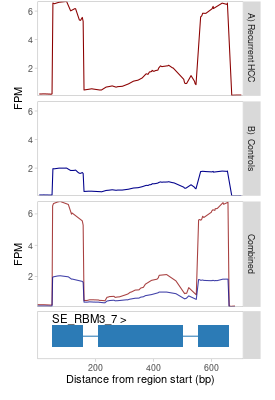 6
4
2
A) Recurrent HCC
FPM
6
4
2
B) Controls
6
4
2
Combined
FPM
SE_RBM3_7 >
200
400
600
Distance from region start (bp)